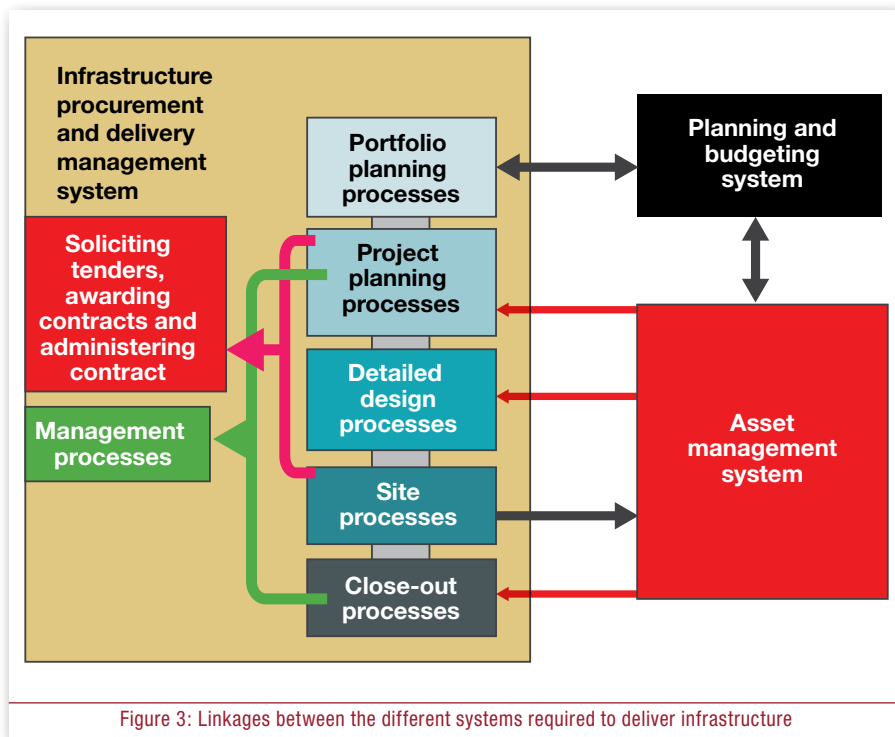 Infrastructure
procurement
and delivery
management
system
Portfolio
planning
processes
Planning and
budgeting
system
Soliciting
tenders,
awarding
contracts and
administering
contract
Project
planning
processes
Detailed
design
processes
Management
processes
Asset
management
system
Site
processes
Close-out
processes
Figure 3: Linkages between the different systems required to deliver infrastructure